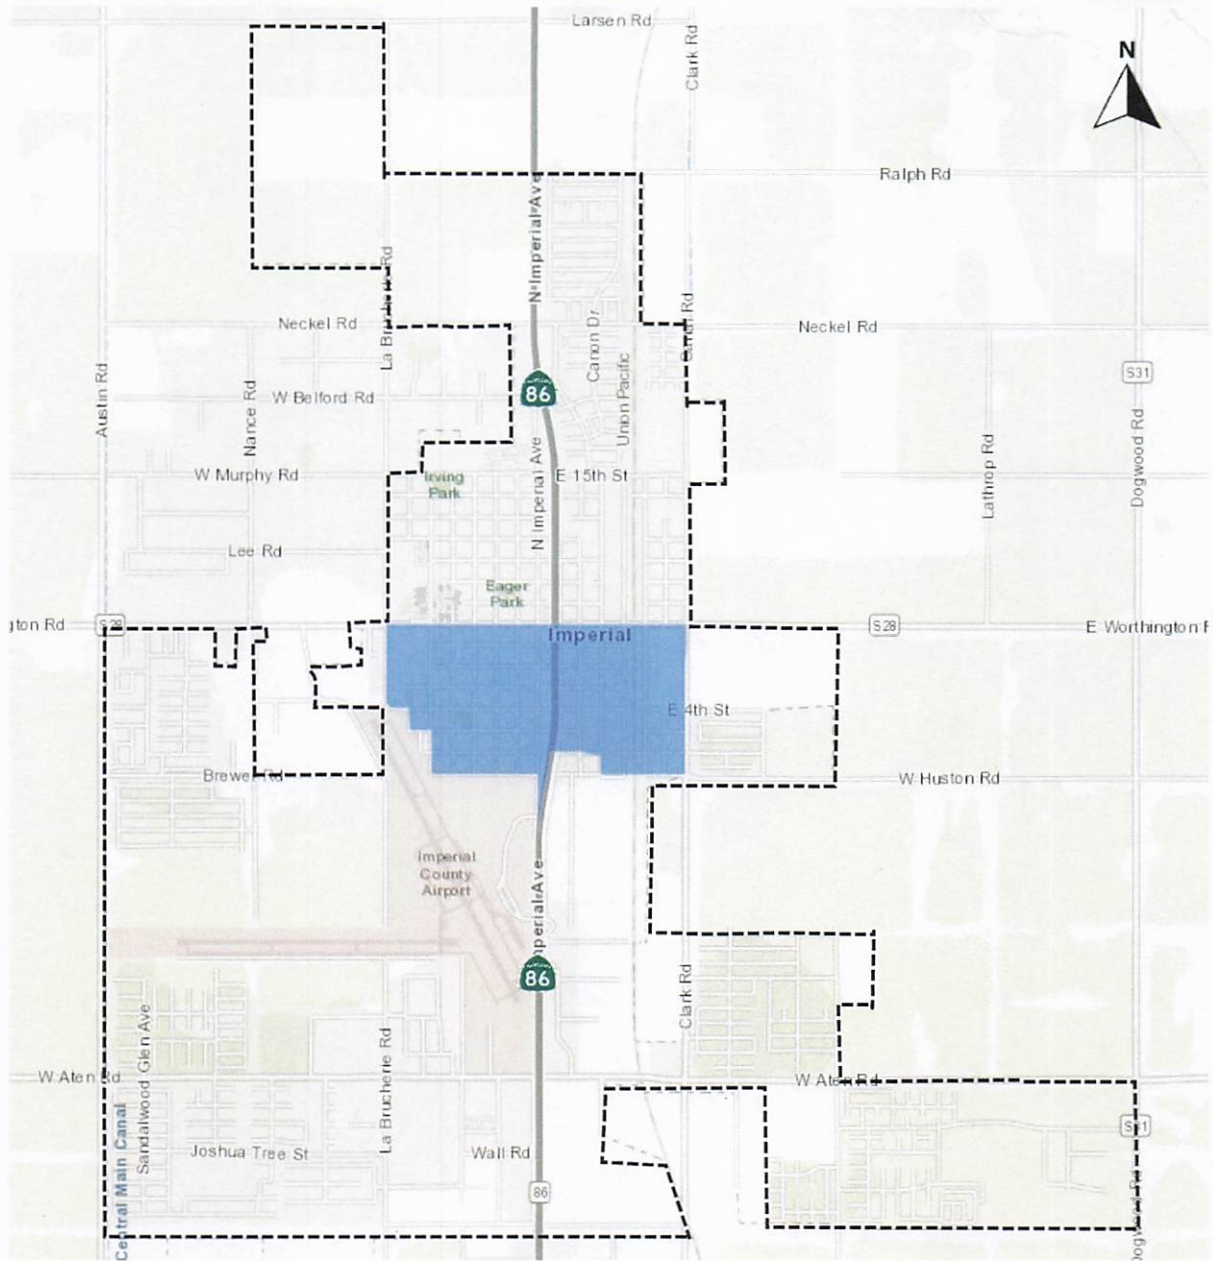 Larsen Rd
Clark Rd
N
Ralph Rd
N Imperial Ave
La Brucherie Rd
Neckel Rd
Canon Dr
Clark Rd
Neckel Rd
Union Pacific
Austin Rd
Nance Rd
W Belford Rd
86
S31
Dogwood Rd
Lathrop Rd
W Murphy Rd
Irving
Park
N Imperial Ave
E 15th St
Lee Rd
Eager
Park
gton Rd
S28
Imperial
S28
E Worthington R
E 4th St
Brewer Rd
W Huston Rd
Imperial
County
Airport
Imperial Ave
86
Clark Rd
Sandalwood Glen Ave
La Brucherie Rd
W Aten Rd
W Aten Rd
Central Main Canal
Joshua Tree St
Wall Rd
S31
86
Dogwood Rd